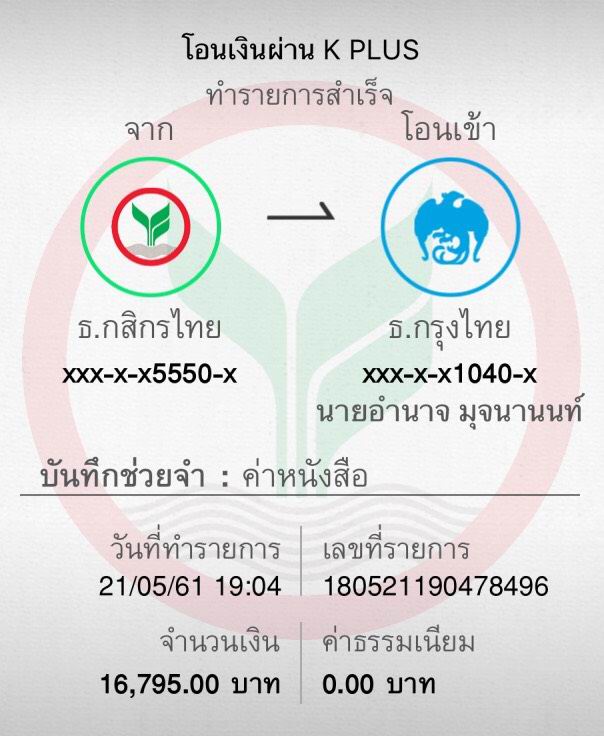 โอนเงินผ่าน K PLUS
ทำรายการสำเร็จ
จาก
โอนเข้า
ธ.กสิกรไทย
xxx-x-x5550-x
ธ.กรุงไทย
xxx-x-x1040-x
นายอำนาจ มุจนานนท์
บันทึกช่วยจำ : ค่าหนังสือ
วันที่ทำรายการ
21/05/61 19:04
เลขที่รายการ
180521190478496
จำนวนเงิน
16,795.00 บาท
ค่าธรรมเนียม
0.00 บาท